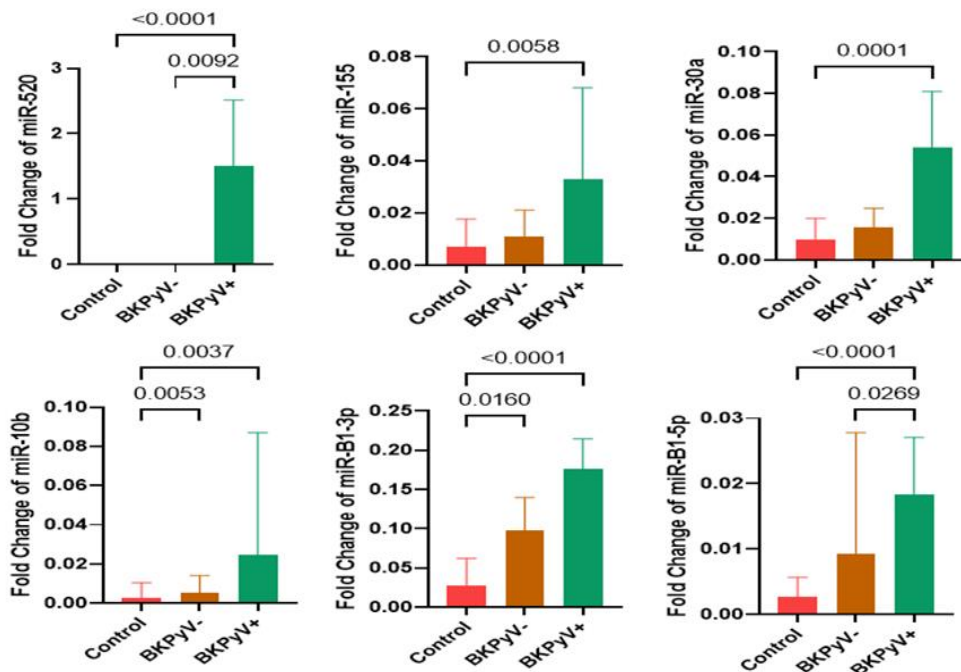 <0.0001
0.0092
Fold Change of miR-520
3
2
1
0
Control
BKPyV-
BKPyV+
0.0058
Fold Change of miR-155
0.08
0.06
0.04
0.02
0.00
Control
BKPyV-
BKPyV+
0.0001
Fold Change of miR-30a
0.10
0.08
0.06
0.04
0.02
0.00
Control
BKPyV-
BKPyV+
0.0037
0.0053
Fold Change of miR-10b
0.10
0.08
0.06
0.04
0.02
0.00
Control
BKPyV-
BKPyV+
<0.0001
0.0160
Fold Change of miR-B1-3p
0.25
0.20
0.15
0.10
0.05
0.00
Control
BKPyV-
BKPyV+
<0.0001
0.0269
Fold Change of miR-B1-5p
0.03
0.02
0.01
0.00
Control
BKPyV-
BKPyV+